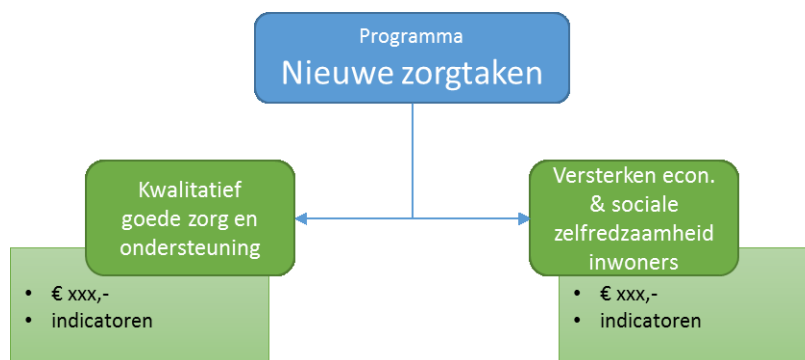 Programma
Nieuwe zorgtaken
Kwalitatief
goede zorg en
ondersteuning
• € xxx,-
• indicatoren
Versterken econ.
& sociale
zelfredzaamheid
inwoners
• € xxx,-
• indicatoren